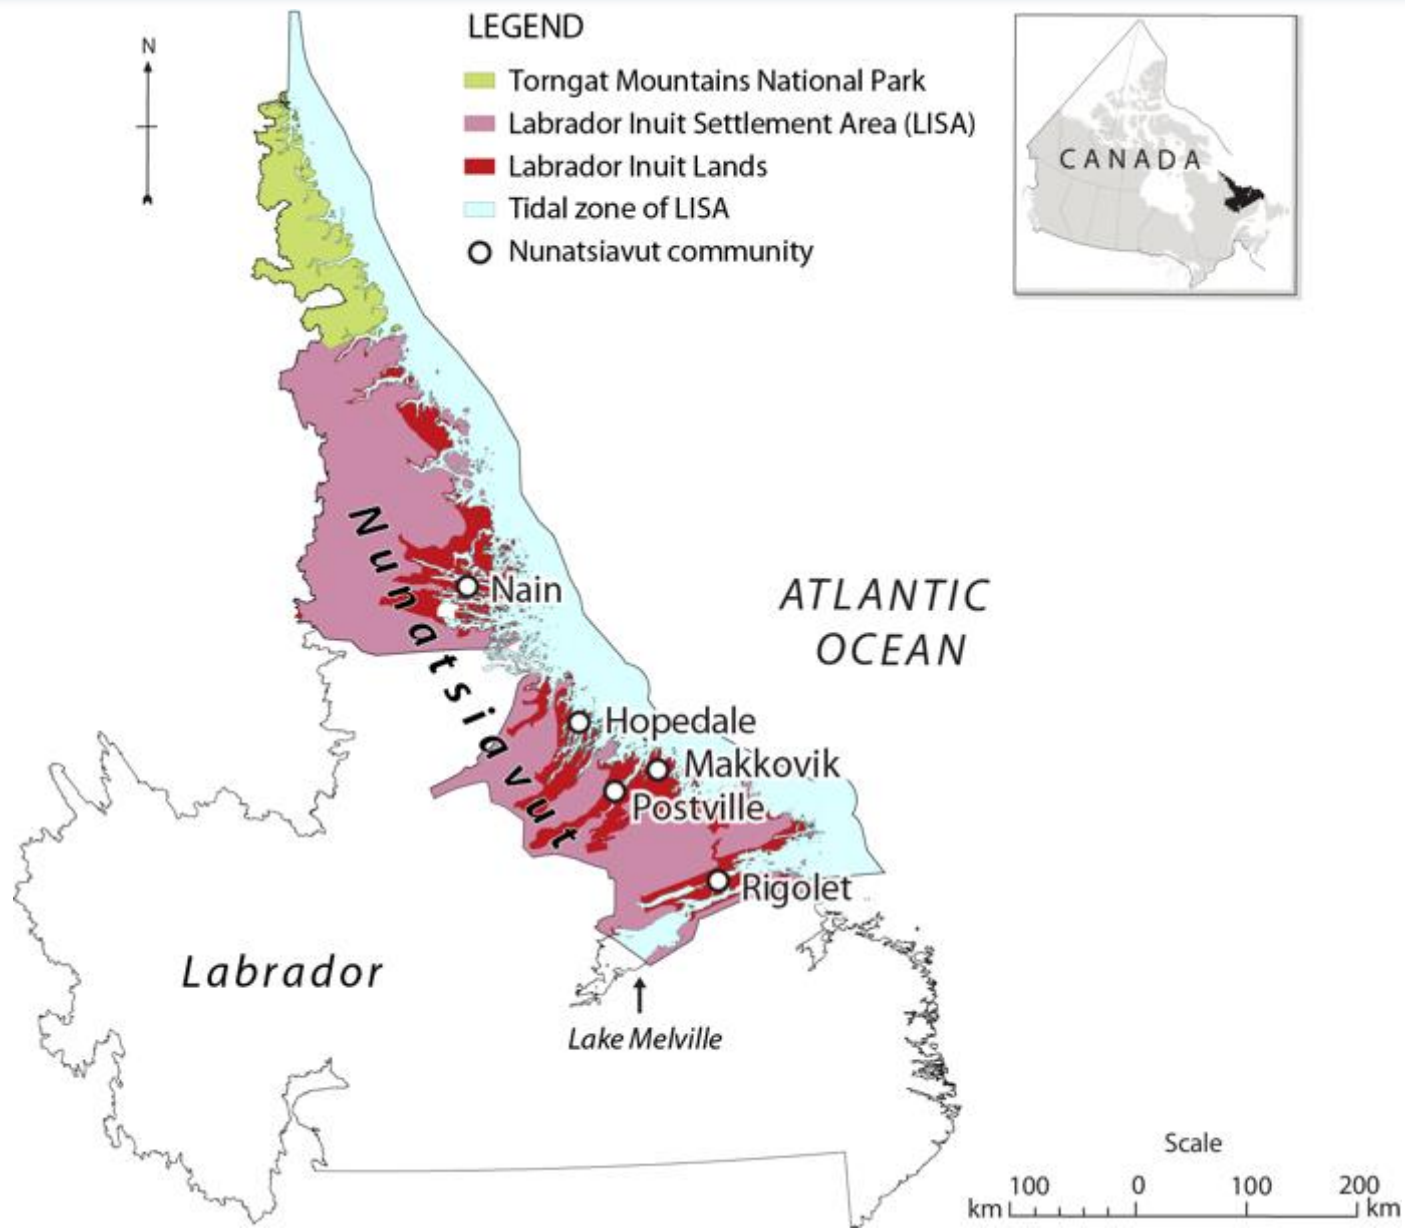 N
LEGEND
Torngat Mountains National Park
Labrador Inuit Settlement Area (LISA)
Labrador Inuit Lands
Tidal zone of LISA
Nunatsiavut community
CANADA
Nunatsiavut
Nain
ATLANTIC
OCEAN
Hopedale
Makkovik
Postville
Rigolet
Labrador
Lake Melville
Scale
100 0 100 200
km km